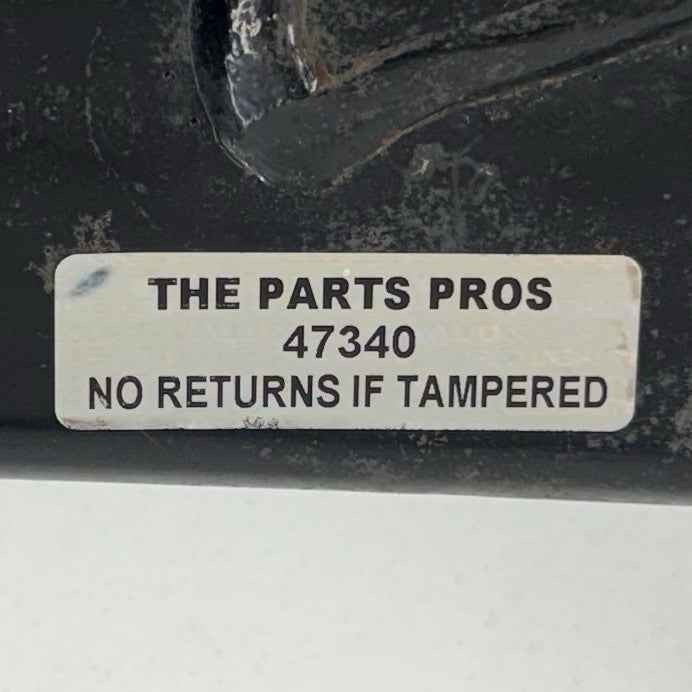 THE PARTS PROS
47340
NO RETURNS IF TAMPERED